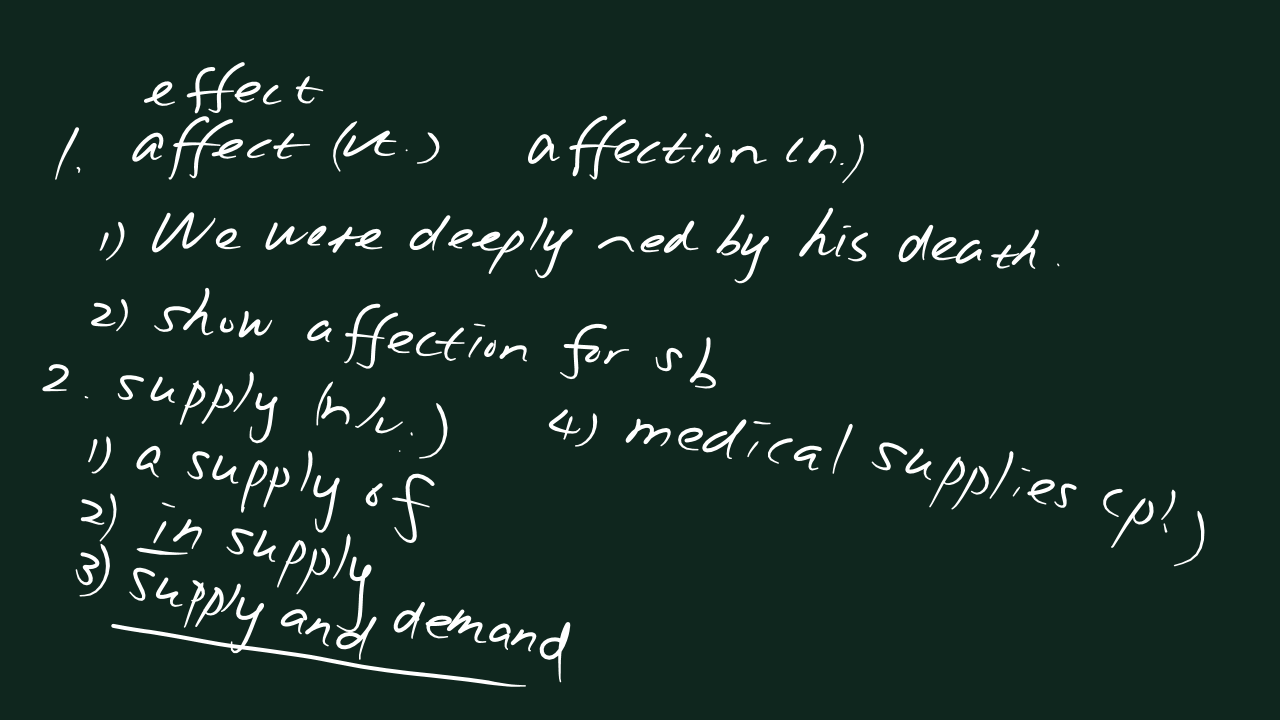 effect
1. affect (vt.) affection (n.)
1) We were deeply ~ed by his death.
2) show affection for sb
2. supply (n/v.)
1) a supply of
2) in supply
3) supply and demand
4) medical supplies (pl)